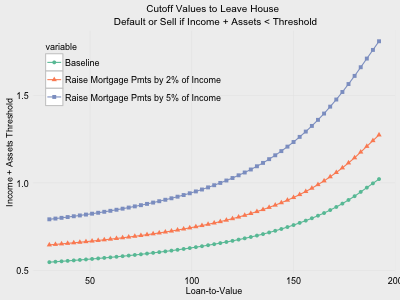 Cutoff Values to Leave House
Default or Sell if Income + Assets < Threshold
variable
Baseline
Raise Mortgage Pmts by 2% of Income
Raise Mortgage Pmts by 5% of Income
Income + Assets Threshold
1.5
1.0
0.5
50
100
150
200
Loan-to-Value